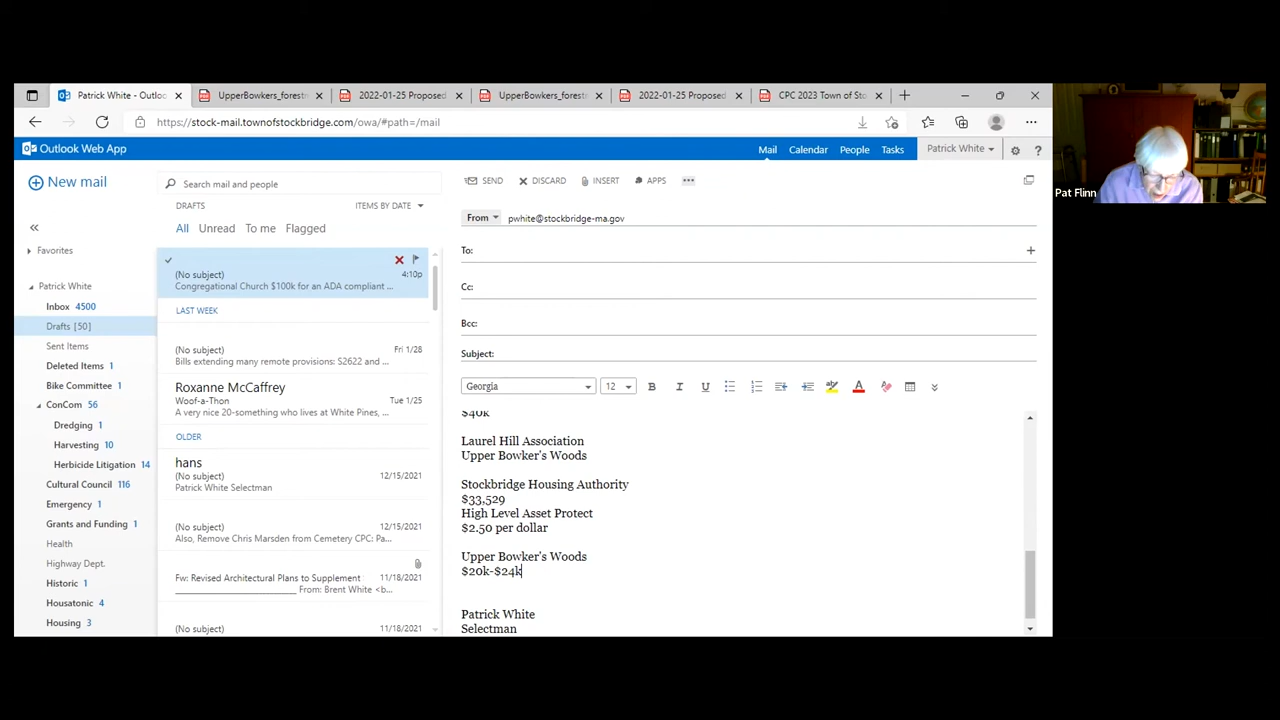 Patrick White - Outlo
UpperBowkers_forest
2022-01-25 Proposed
UpperBowkers_forest
2022-01-25 Proposed
CPC 2023 Town of Sto
https://stock-mail.townofstockbridge.com/owa/#path=/mail
Outlook Web App
Mail
Calendar
People
Tasks
Patrick White
New mail
Search mail and people
DRAFTS
ITEMS BY DATE
All
Unread
To me
Flagged
Favorites
Patrick White
Inbox 4500
Drafts [50]
Sent Items
Deleted Items 1
Bike Committee 1
ConCom 56
Dredging 1
Harvesting 10
Herbicide Litigation 14
Cultural Council 116
Emergency 1
Grants and Funding 1
Health
Highway Dept.
Historic 1
Housatonic 4
Housing 3
(No subject)
4:10p
Congregational Church $100k for an ADA compliant ...
LAST WEEK
(No subject)
Fri 1/28
Bills extending many remote provisions: S2622 and ...
Roxanne McCaffrey
Woof-a-Thon
Tue 1/25
A very nice 20-something who lives at White Pines, ...
OLDER
hans
(No subject)
12/15/2021
Patrick White Selectman
(No subject)
12/15/2021
Also, Remove Chris Marsden from Cemetery CPC: Pa...
Fw: Revised Architectural Plans to Supplement
11/18/2021
From: Brent White <b...
(No subject)
11/18/2021
SEND
DISCARD
INSERT
APPS
From
pwhite@stockbridge-ma.gov
To:
Cc:
Bcc:
Subject:
Georgia
12
B
I
U
abv
A
$40k
Laurel Hill Association
Upper Bowker's Woods
Stockbridge Housing Authority
$33,529
High Level Asset Protect
$2.50 per dollar
Upper Bowker's Woods
$20k-$24k
Patrick White
Selectman
Pat Flinn